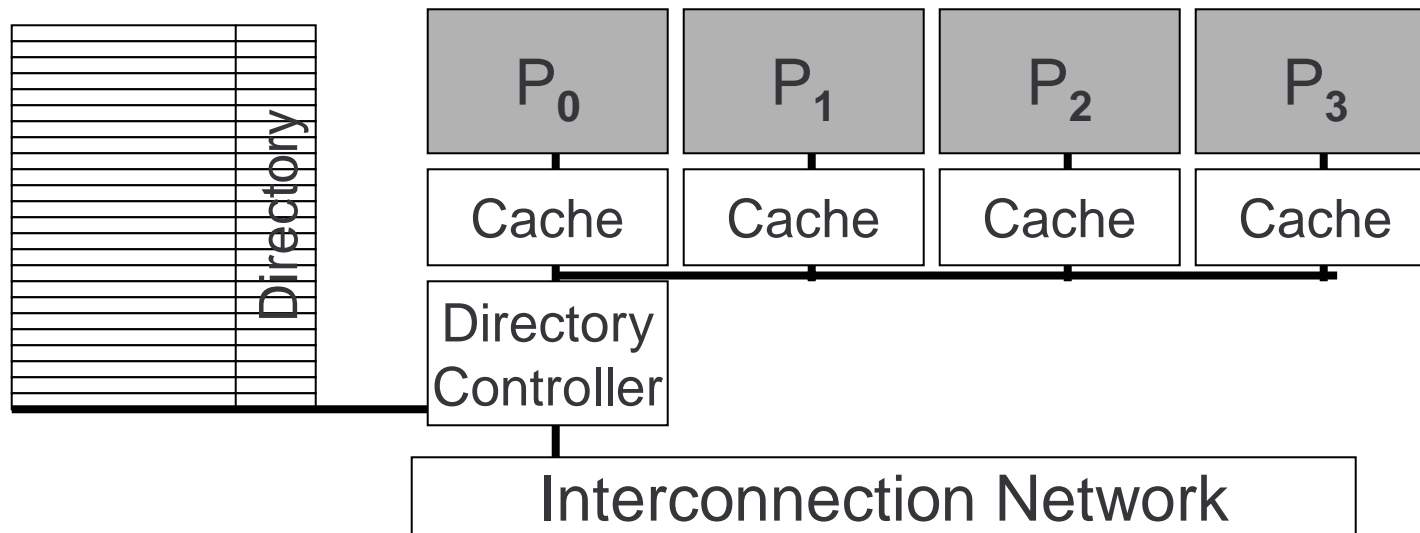 Directory
P0 P1 P2 P3
Cache Cache Cache Cache
Directory
Controller
Interconnection Network